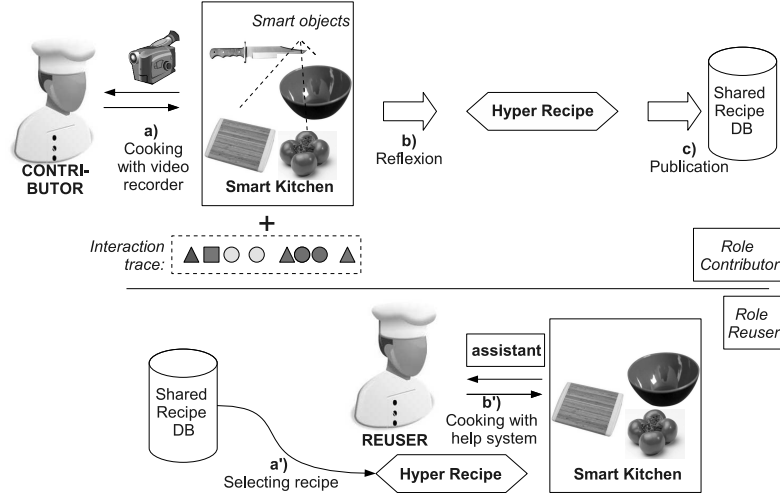 Smart objects
a)
Cooking
with video
recorder
CONTRI-
BUTOR
Smart Kitchen
b)
Reflexion
Hyper Recipe
c)
Publication
Shared
Recipe
DB
+
Interaction
trace:
Role
Contributor
Role
Reuser
Shared
Recipe
DB
REUSER
assistant
b')
Cooking with
help system
Smart Kitchen
a')
Selecting recipe
Hyper Recipe